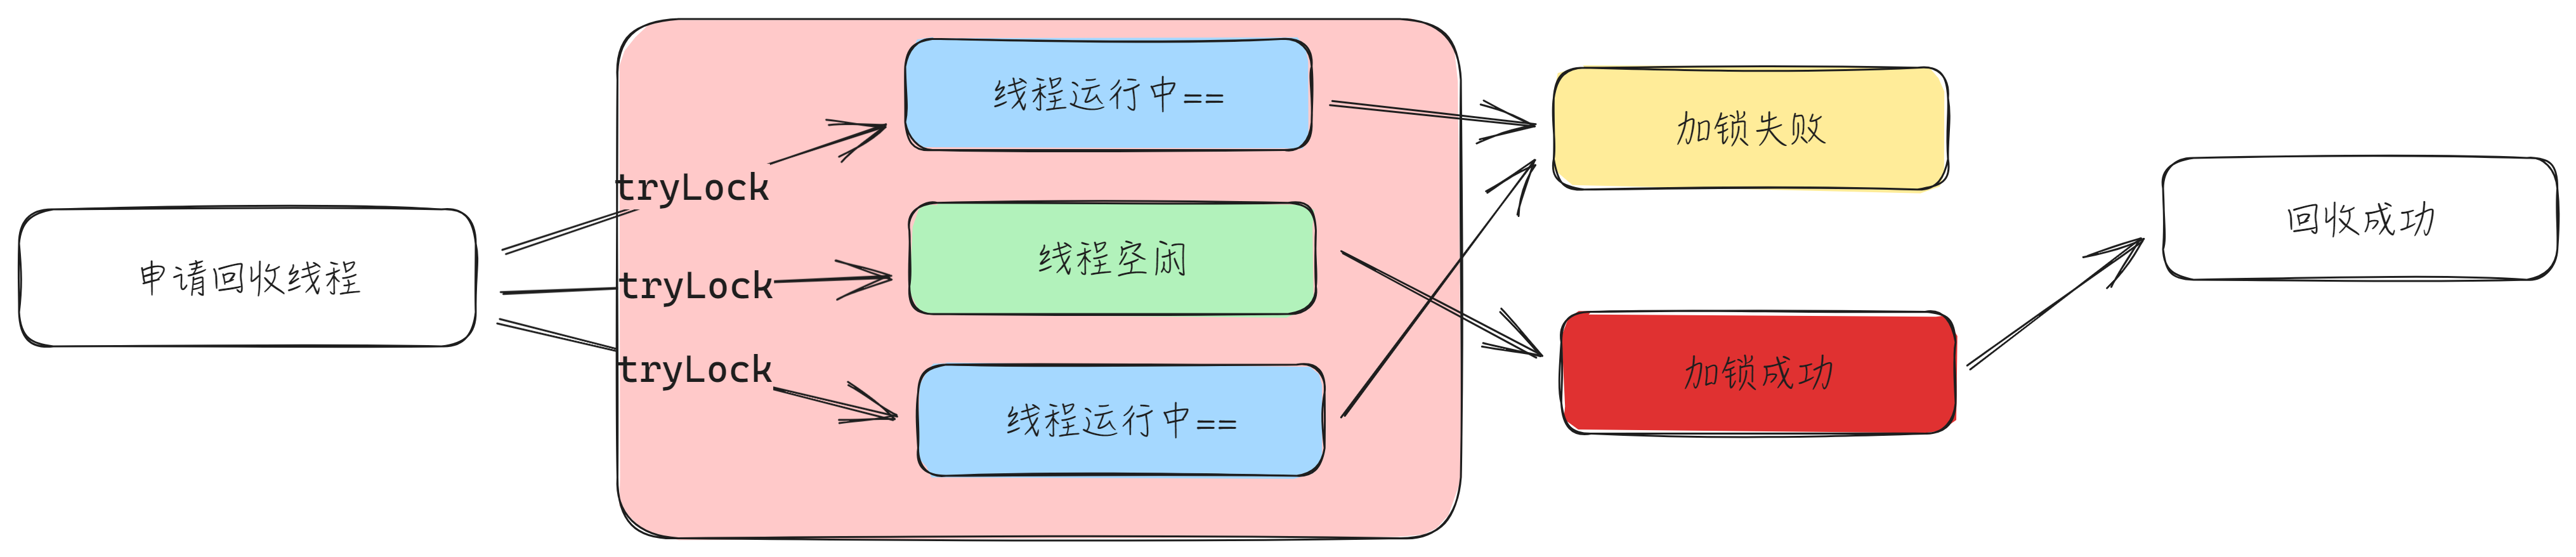 申请回收线程
tryLock
tryLock
tryLock
线程运行中==
线程空闲
线程运行中==
加锁失败
加锁成功
回收成功